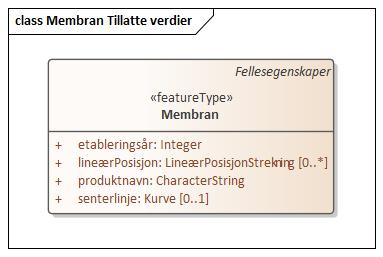 class Membran Tillatte verdier
Fellesegenskaper
«featureType»
Membran
+ etableringsår: Integer
+ lineærPosisjon: LineærPosisjonStrekning [0..*]
+ produktnavn: CharacterString
+ senterlinje: Kurve [0..1]